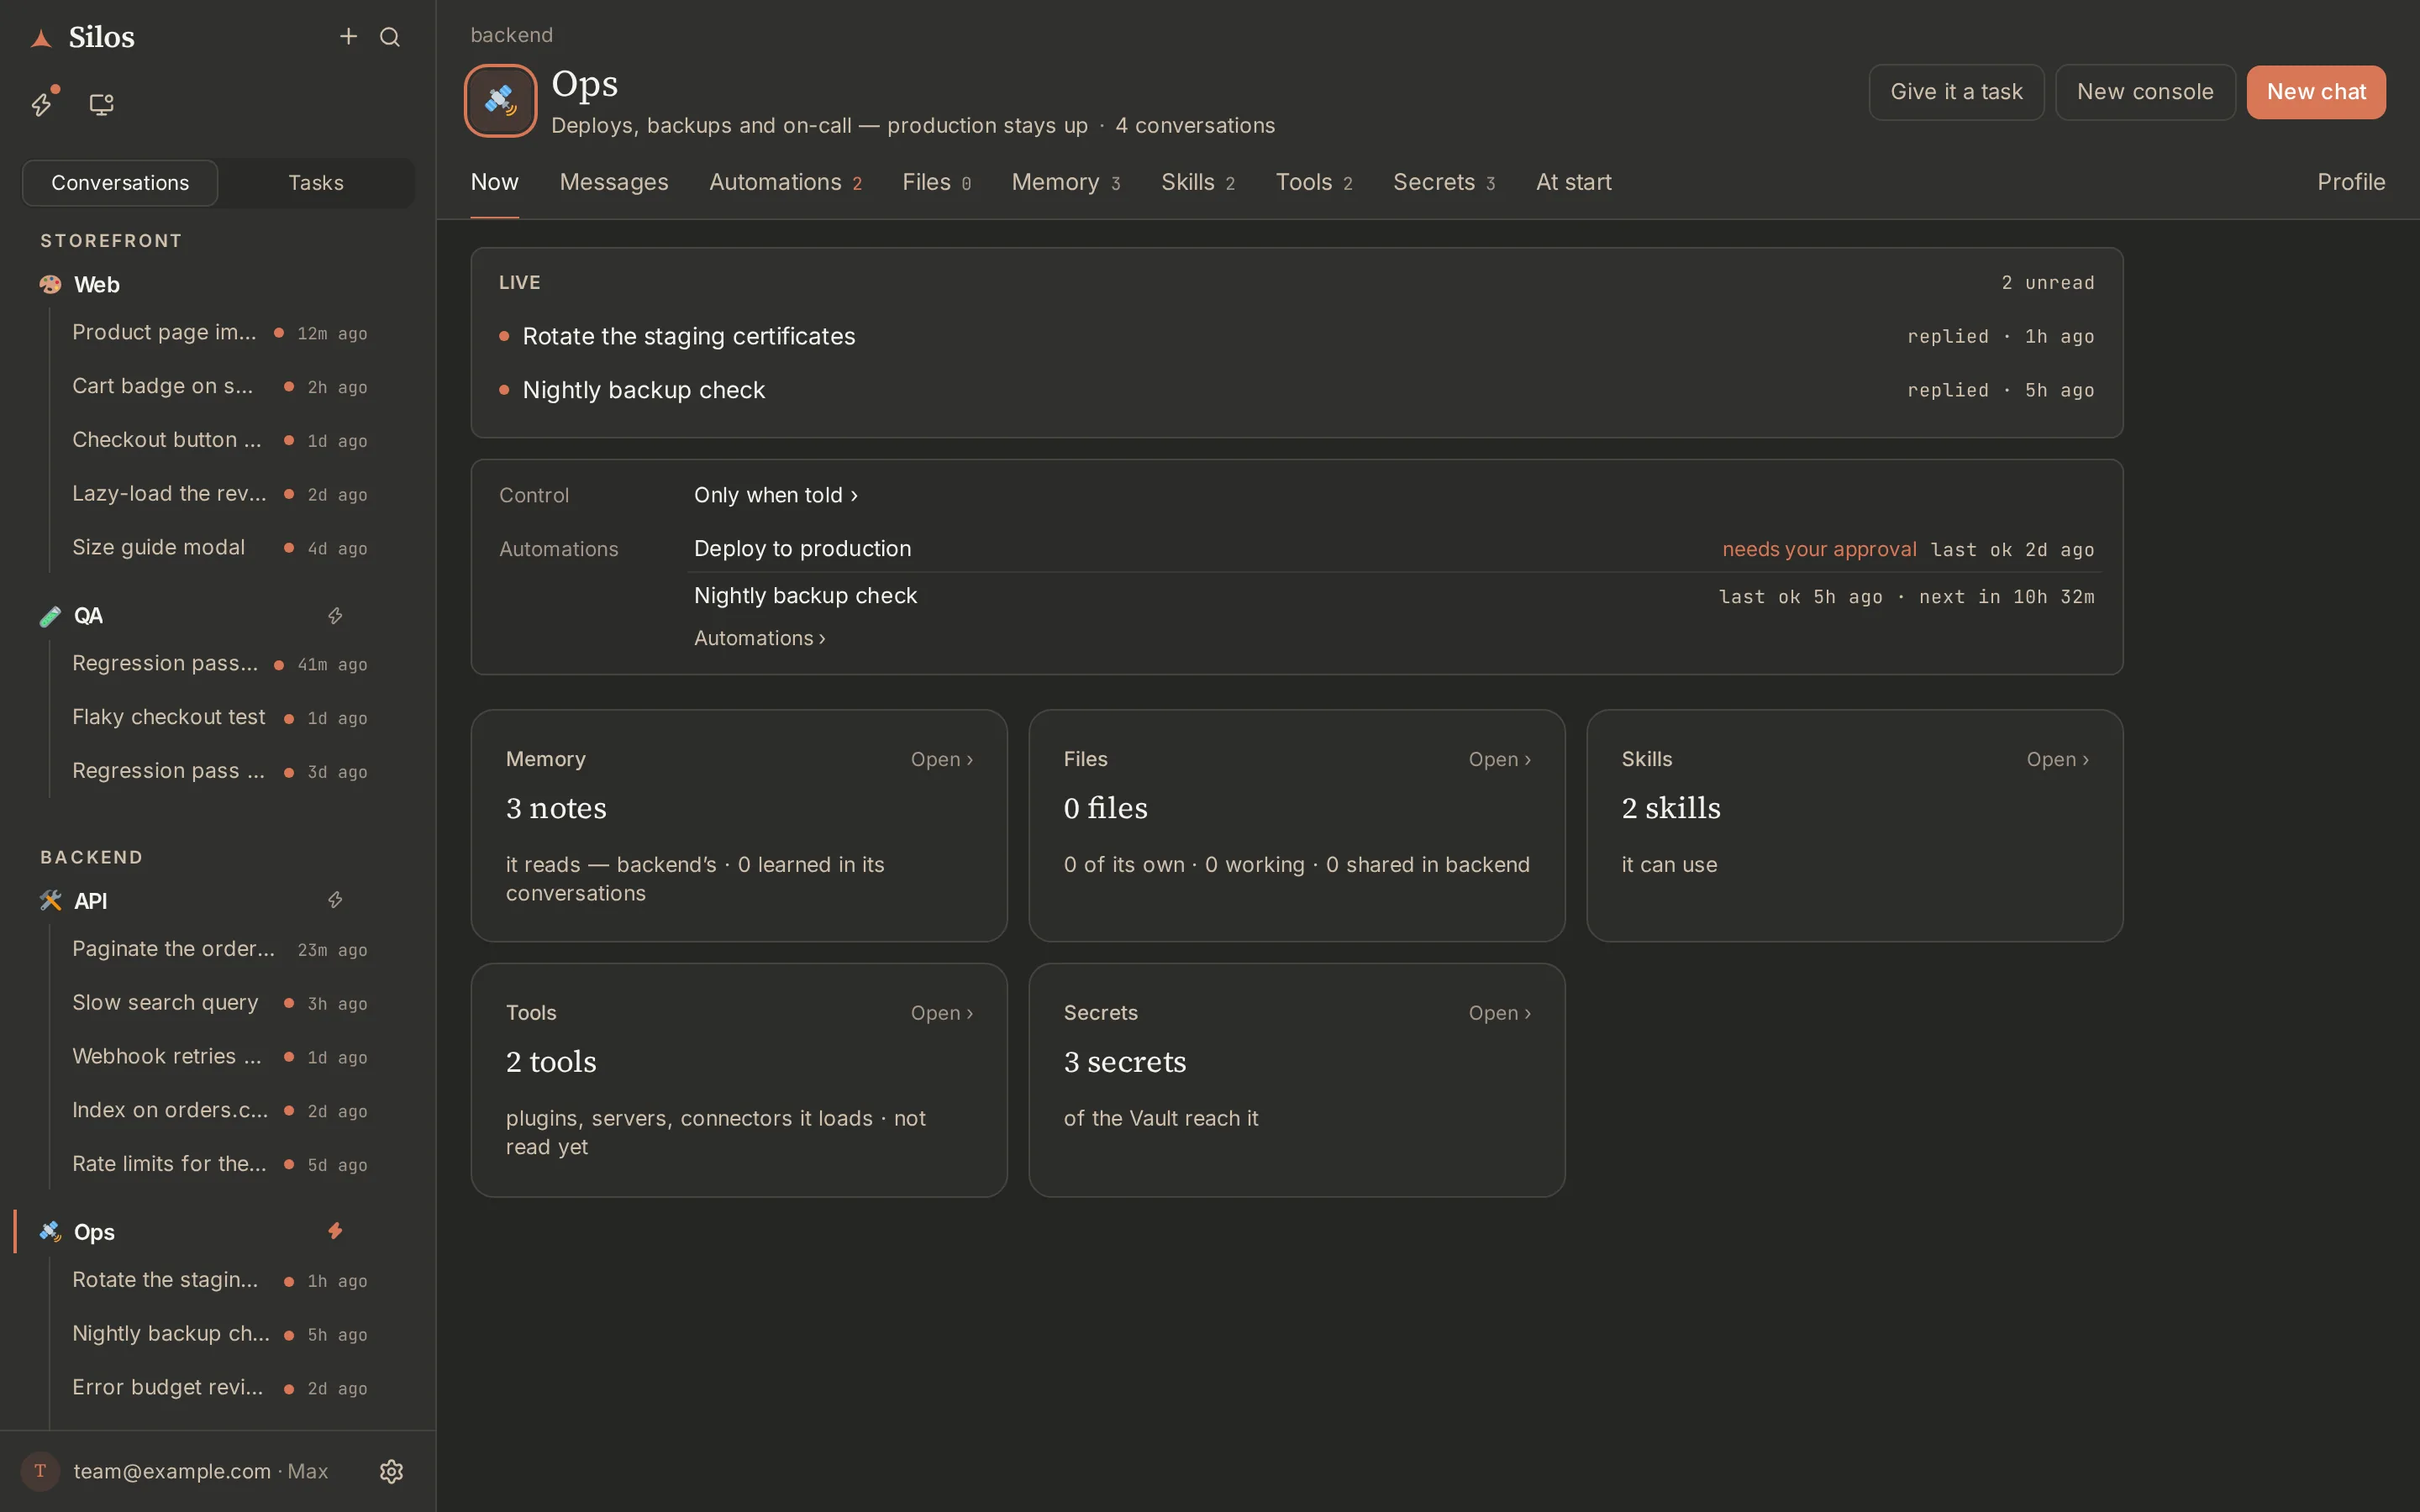 Silos
Conversations
Tasks
STOREFRONT
Web
Product page im... 12m ago
Cart badge on s... 2h ago
Checkout button ... 1d ago
Lazy-load the rev... 2d ago
Size guide modal 4d ago
QA
Regression pass... 41m ago
Flaky checkout test 1d ago
Regression pass ... 3d ago
BACKEND
API
Paginate the order... 23m ago
Slow search query 3h ago
Webhook retries ... 1d ago
Index on orders.c... 2d ago
Rate limits for the... 5d ago
Ops
Rotate the stagin... 1h ago
Nightly backup ch... 5h ago
Error budget revi... 2d ago
T team@example.com · Max
backend
Ops
Deploys, backups and on-call — production stays up · 4 conversations
Give it a task
New console
New chat
Now Messages Automations 2 Files 0 Memory 3 Skills 2 Tools 2 Secrets 3 At start Profile
LIVE 2 unread
Rotate the staging certificates replied · 1h ago
Nightly backup check replied · 5h ago
Control Only when told ›
Automations Deploy to production needs your approval last ok 2d ago
Nightly backup check last ok 5h ago · next in 10h 32m
Automations ›
Memory Open ›
3 notes
it reads — backend’s · 0 learned in its
conversations
Files Open ›
0 files
0 of its own · 0 working · 0 shared in backend
Skills Open ›
2 skills
it can use
Tools Open ›
2 tools
plugins, servers, connectors it loads · not
read yet
Secrets Open ›
3 secrets
of the Vault reach it